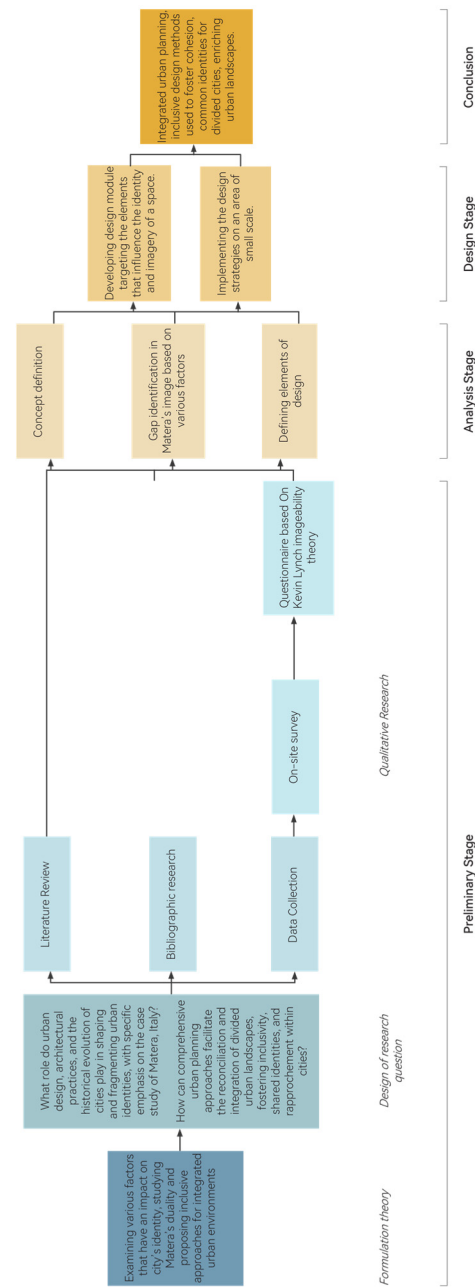 Examining various factors
that have an impact on
city's identity, studying
Matera's duality and
proposing inclusive
approaches for integrated
urban environments
What role do urban
design, architectural
practices, and the
historical evolution of
cities play in shaping
and fragmenting urban
identities, with specific
emphasis on the case
study of Matera, Italy?
How can comprehensive
urban planning
approaches facilitate
the reconciliation and
integration of divided
urban landscapes,
fostering inclusivity,
shared identities, and
rapprochement within
cities?
Literature Review
Bibliographic research
Data Collection
On-site survey
Questionnaire based On
Kevin Lynch imageability
theory
Concept definition
Gap identification in
Matera's image based on
various factors
Defining elements of
design
Developing design module
targeting the elements
that influence the identity
and imagery of a space.
Implementing the design
strategies on an area of
small scale.
Integrated urban planning,
inclusive design methods
used to foster cohesion,
common identities for
divided cities, enriching
urban landscapes.
Formulation theory
Design of research
question
Qualitative Research
Preliminary Stage
Analysis Stage
Design Stage
Conclusion